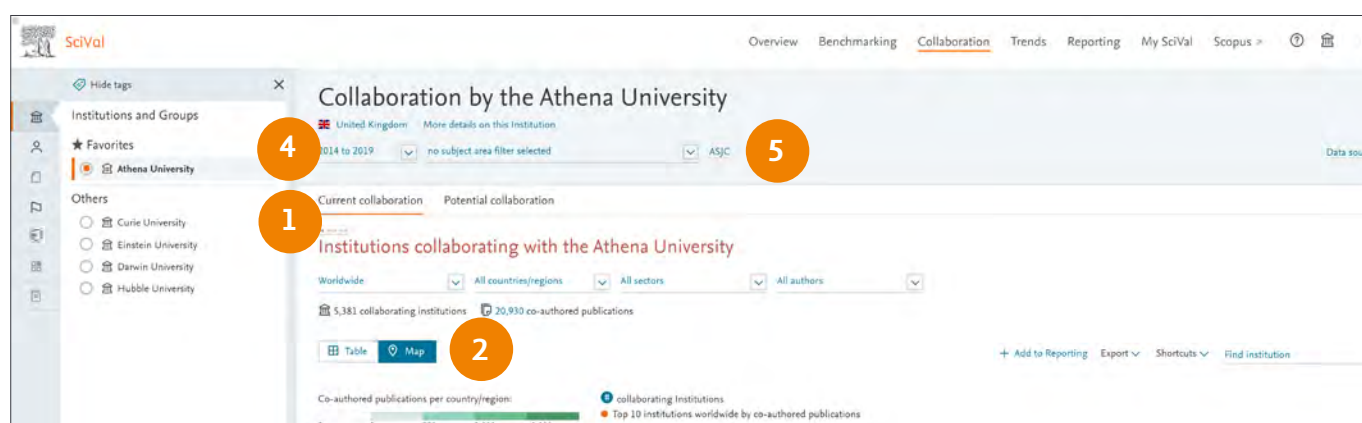 SciVal
Overview Benchmarking Collaboration Trends Reporting My SciVal Scopus
Hide tags
Institutions and Groups
Favorites
Athena University
Others
Curie University
Einstein University
Darwin University
Hubble University
Collaboration by the Athena University
United Kingdom More details on this Institution
4
2014 to 2019 no subject area filter selected ASJC
5
Data sou
Current collaboration Potential collaboration
1
Institutions collaborating with the Athena University
Worldwide All countries/regions All sectors All authors
5,381 collaborating institutions 20,930 co-authored publications
Table Map
2
+ Add to Reporting Export Shortcuts Find institution
Co-authored publications per country/region:
collaborating Institutions
Top 10 institutions worldwide by co-authored publications